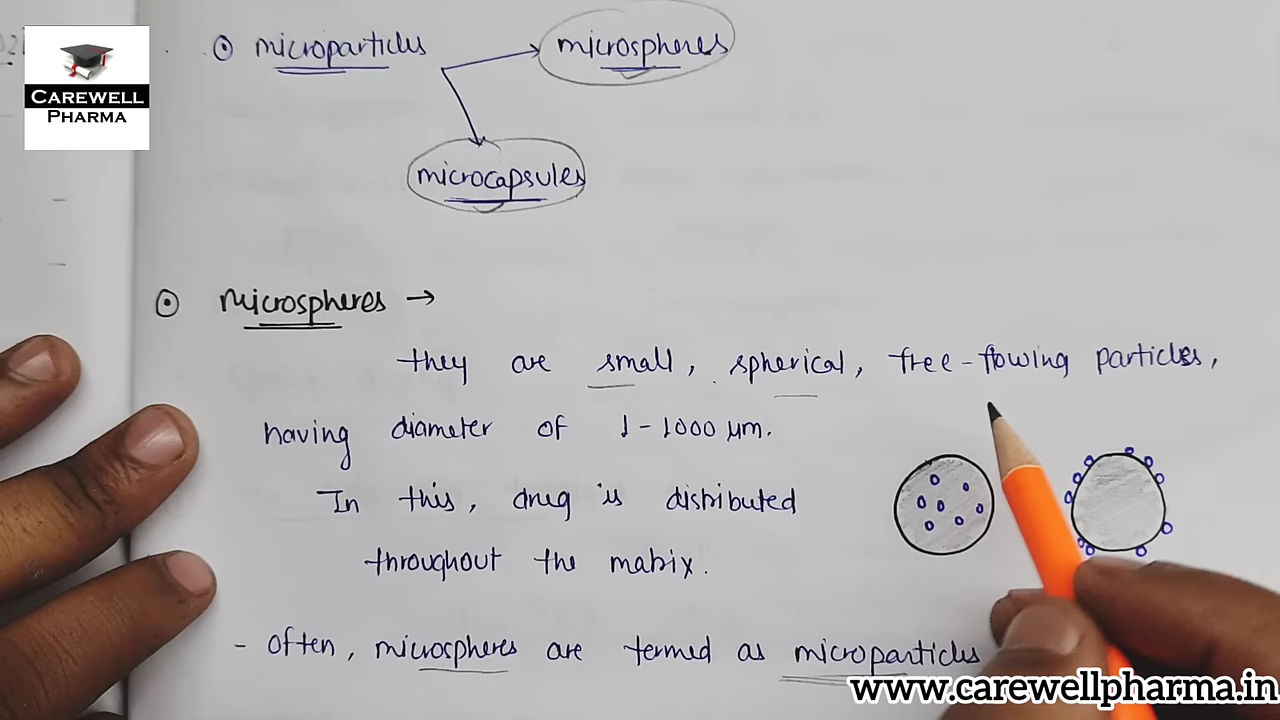 CAREWELL
PHARMA
microparticles
microspheres
microcapsules
Microspheres →
they are small, spherical, free-flowing particles,
having diameter of 1-1000 µm.
In this, drug is distributed
throughout the matrix.
- Often, microspheres are termed as microparticles
www.carewellpharma.in